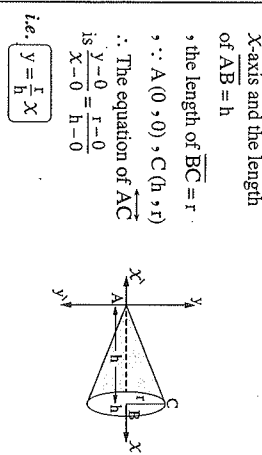 X-axis and the length
of AB = h
, the length of BC = r
, ∵ A (0 , 0) , C (h , r)
∴ The equation of AC
is y − 0 / x − 0 = r − 0 / h − 0
i.e. y = r/h x
y
x`
A
C
r
B
h
h
x
y`